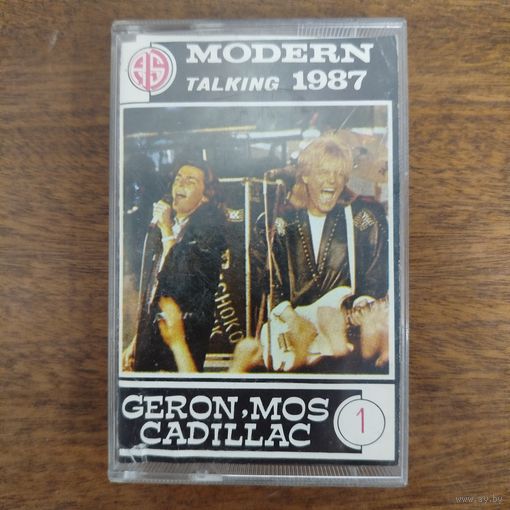 MODERN
TALKING 1987
GERON,MOS
CADILLAC
1
www.ay.by